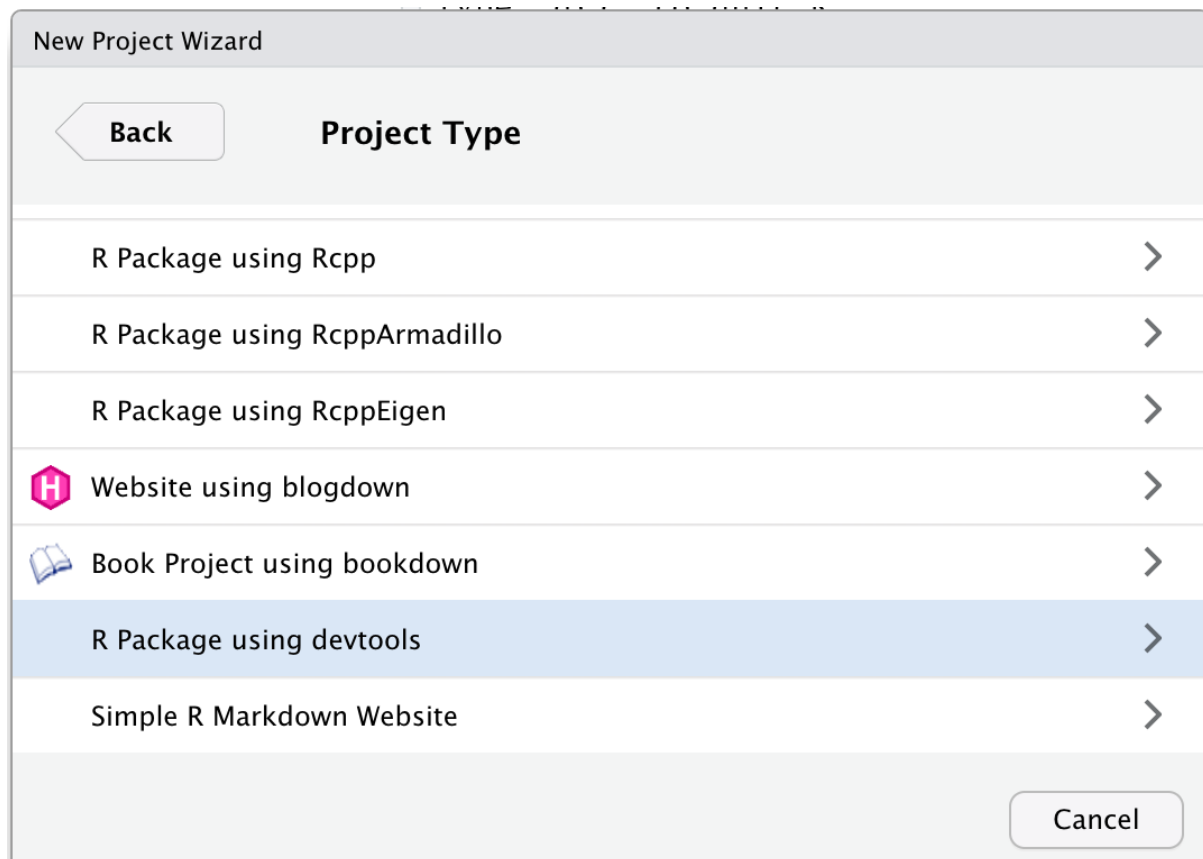 New Project Wizard
Back
Project Type
R Package using Rcpp
R Package using RcppArmadillo
R Package using RcppEigen
H
Website using blogdown
Book Project using bookdown
R Package using devtools
Simple R Markdown Website
Cancel